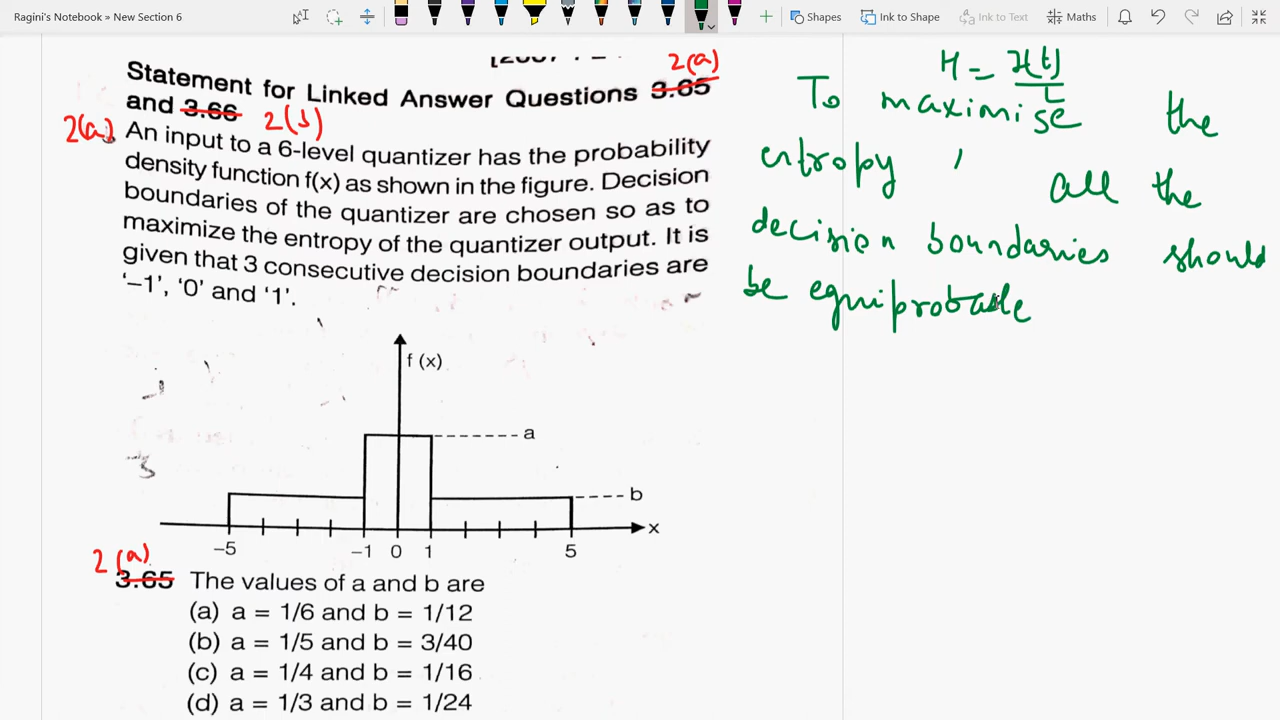 Ragini's Notebook » New Section 6
Shapes
Ink to Shape
Ink to Text
Maths
2(a)
Statement for Linked Answer Questions 3.65
and 3.66 2(b)
2(a) An input to a 6-level quantizer has the probability
density function f(x) as shown in the figure. Decision
boundaries of the quantizer are chosen so as to
maximize the entropy of the quantizer output. It is
given that 3 consecutive decision boundaries are
'–1', '0' and '1'.
f (x)
a
b
x
–5 –1 0 1 5
2(a)
3.65 The values of a and b are
(a) a = 1/6 and b = 1/12
(b) a = 1/5 and b = 3/40
(c) a = 1/4 and b = 1/16
(d) a = 1/3 and b = 1/24
To maximise the
entropy, all the
decision boundaries should
be equiprobable